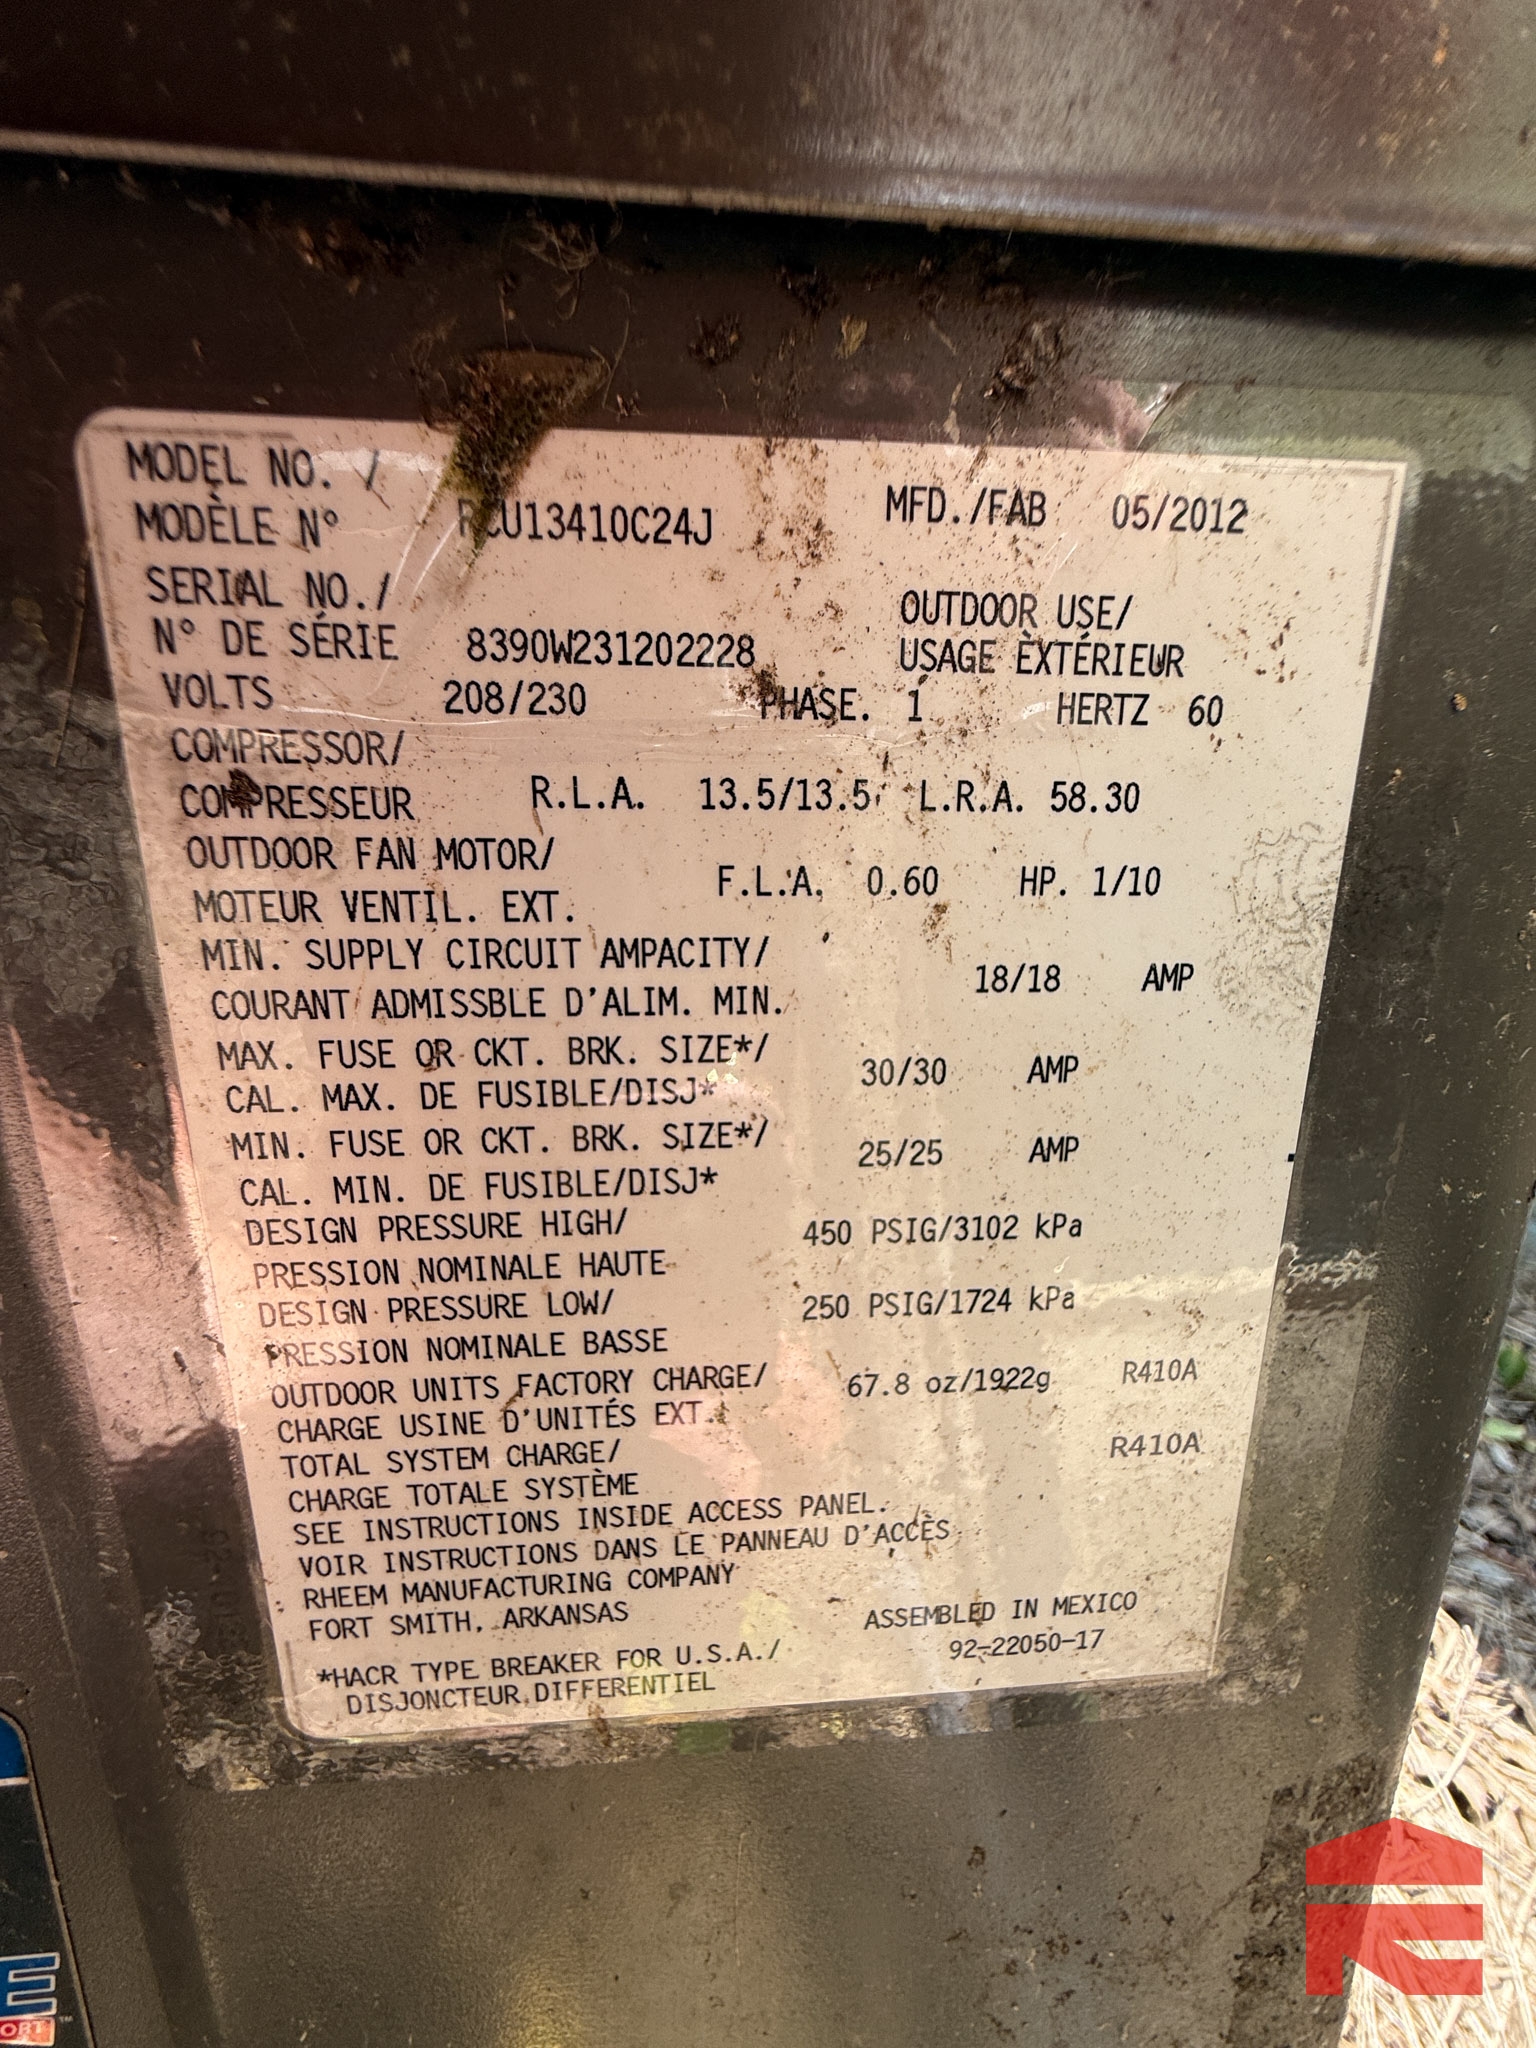 MODEL NO. /
MODÈLE N° RCU13410C24J MFD./FAB 05/2012
SERIAL NO./ OUTDOOR USE/
N° DE SÉRIE 8390W231202228 USAGE ÈXTÉRIEUR
VOLTS 208/230 PHASE. 1 HERTZ 60
COMPRESSOR/
COMPRESSEUR R.L.A. 13.5/13.5 L.R.A. 58.30
OUTDOOR FAN MOTOR/
MOTEUR VENTIL. EXT. F.L.A. 0.60 HP. 1/10
MIN. SUPPLY CIRCUIT AMPACITY/
COURANT ADMISSBLE D'ALIM. MIN. 18/18 AMP
MAX. FUSE OR CKT. BRK. SIZE*/
CAL. MAX. DE FUSIBLE/DISJ* 30/30 AMP
MIN. FUSE OR CKT. BRK. SIZE*/
CAL. MIN. DE FUSIBLE/DISJ* 25/25 AMP
DESIGN PRESSURE HIGH/ 450 PSIG/3102 kPa
PRESSION NOMINALE HAUTE
DESIGN PRESSURE LOW/ 250 PSIG/1724 kPa
PRESSION NOMINALE BASSE
OUTDOOR UNITS FACTORY CHARGE/ 67.8 oz/1922g R410A
CHARGE USINE D'UNITÉS EXT.
TOTAL SYSTEM CHARGE/ R410A
CHARGE TOTALE SYSTÈME
SEE INSTRUCTIONS INSIDE ACCESS PANEL.
VOIR INSTRUCTIONS DANS LE PANNEAU D'ACCÈS
RHEEM MANUFACTURING COMPANY
FORT SMITH, ARKANSAS ASSEMBLED IN MEXICO
92-22050-17
*HACR TYPE BREAKER FOR U.S.A./
DISJONCTEUR DIFFERENTIEL